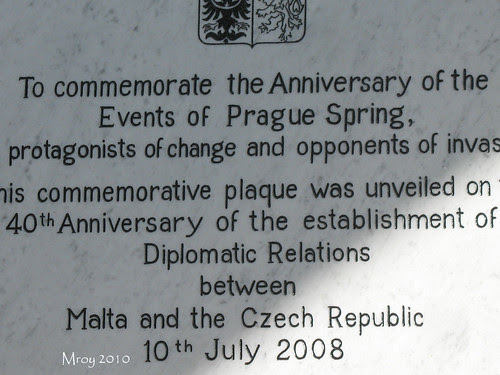 To commemorate the Anniversary of the
Events of Prague Spring,
protagonists of change and opponents of invas
his commemorative plaque was unveiled on
40th Anniversary of the establishment of
Diplomatic Relations
between
Malta and the Czech Republic
10th July 2008
Mroy 2010